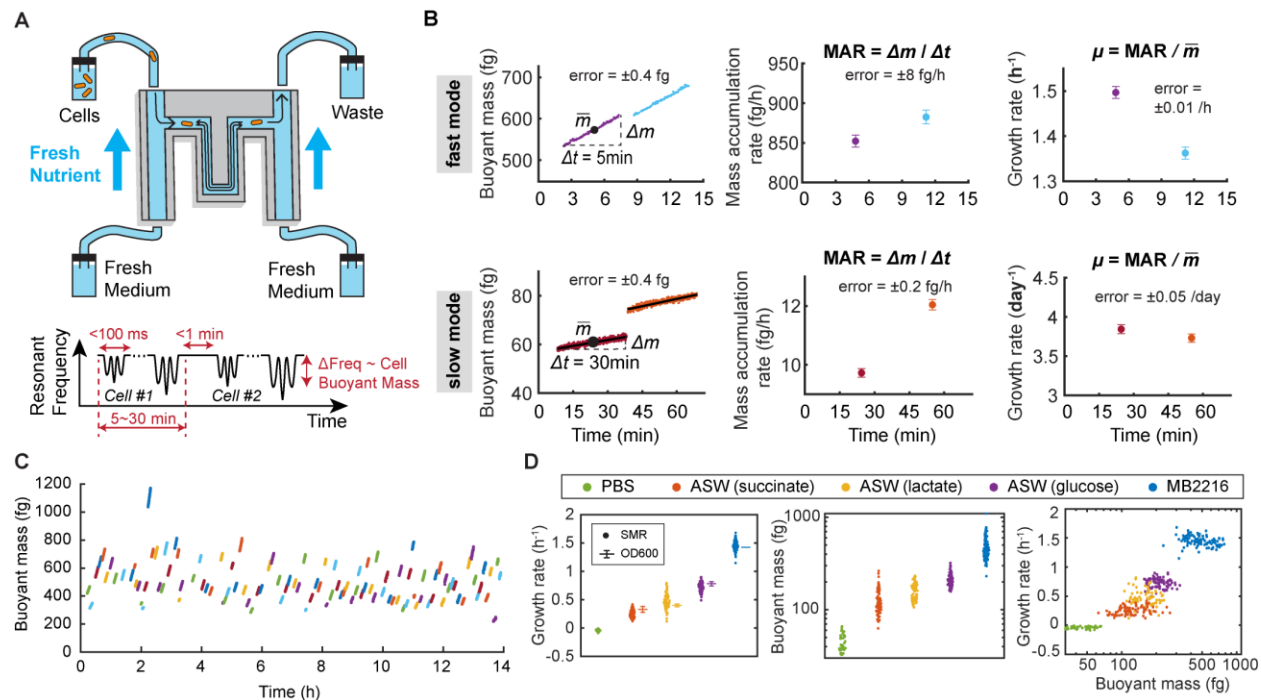 A
Cells
Waste
Fresh
Nutrient
Fresh
Medium
Fresh
Medium
<100 ms
<1 min
Resonant
Frequency
ΔFreq ~ Cell
Buoyant Mass
Cell #1
Cell #2
Time
5~30 min
B
fast mode
Buoyant mass (fg)
700
600
500
error = ±0.4 fg
m̅
Δm
Δt = 5min
0 3 6 9 12 15
MAR = Δm / Δt
Mass accumulation
rate (fg/h)
950
900
850
800
error = ±8 fg/h
0 3 6 9 12 15
μ = MAR / m̅
Growth rate (h⁻¹)
1.5
1.4
1.3
error =
±0.01 /h
0 3 6 9 12 15
slow mode
Buoyant mass (fg)
80
60
40
error = ±0.4 fg
m̅
Δm
Δt = 30min
0 15 30 45 60
Time (min)
MAR = Δm / Δt
Mass accumulation
rate (fg/h)
12
10
error = ±0.2 fg/h
0 15 30 45 60
Time (min)
μ = MAR / m̅
Growth rate (day⁻¹)
5
4.5
4
3.5
3
error = ±0.05 /day
0 15 30 45 60
Time (min)
C
Buoyant mass (fg)
1200
1000
800
600
400
200
0
0 2 4 6 8 10 12 14
Time (h)
D
PBS ASW (succinate) ASW (lactate) ASW (glucose) MB2216
Growth rate (h⁻¹)
2
1.5
1
0.5
0
-0.5
SMR
OD600
Buoyant mass (fg)
1000
100
Growth rate (h⁻¹)
2
1.5
1
0.5
0
-0.5
50 100 200 500 1000
Buoyant mass (fg)